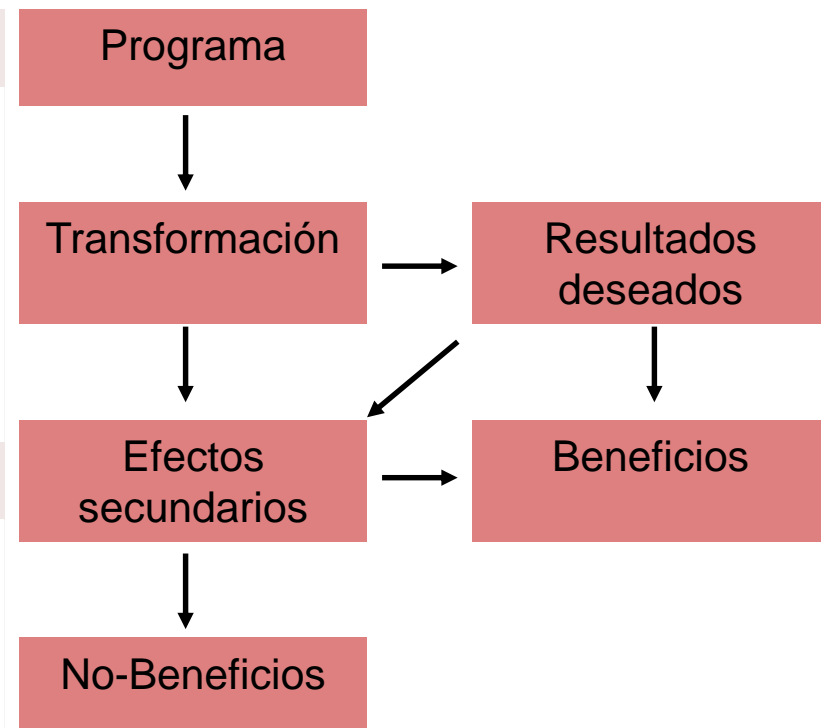 Programa
Transformación
Resultados
deseados
Efectos
secundarios
Beneficios
No-Beneficios